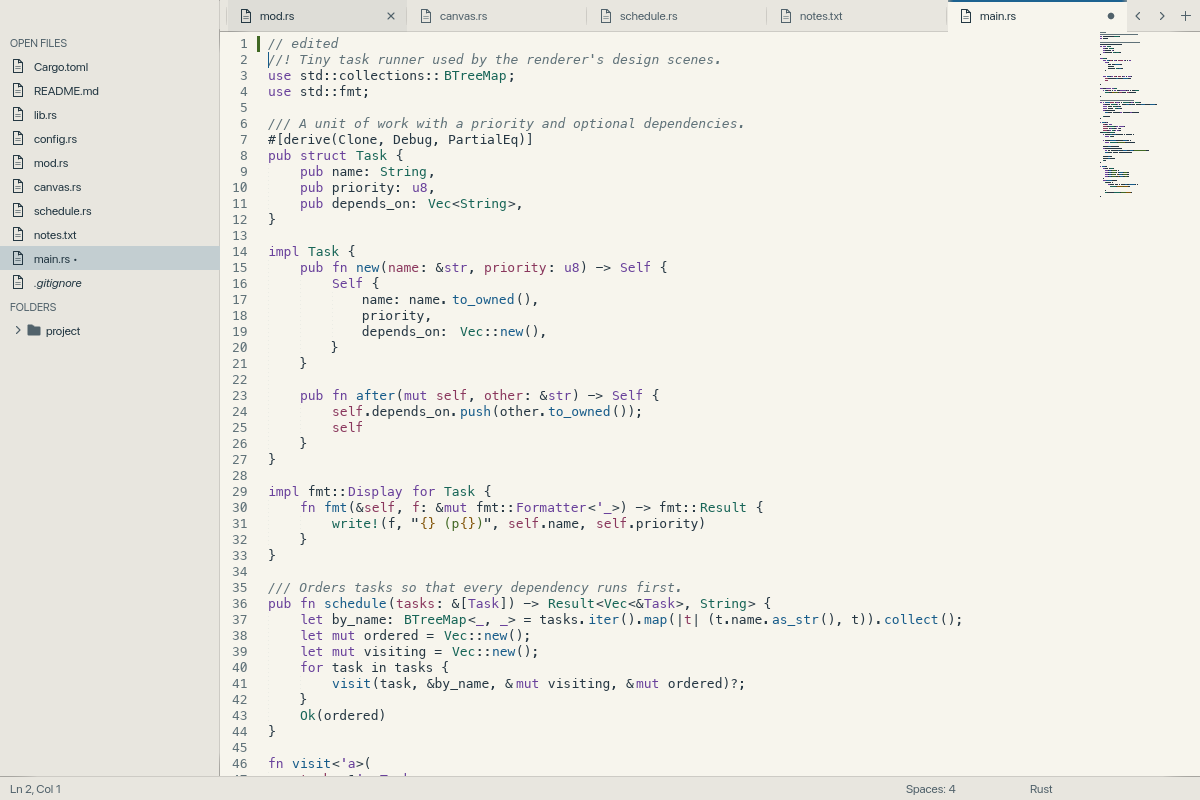 OPEN FILES
Cargo.toml
README.md
lib.rs
config.rs
mod.rs
canvas.rs
schedule.rs
notes.txt
main.rs •
.gitignore
FOLDERS
project
mod.rs
canvas.rs
schedule.rs
notes.txt
main.rs
1 // edited
2 //! Tiny task runner used by the renderer's design scenes.
3 use std::collections::BTreeMap;
4 use std::fmt;
5
6 /// A unit of work with a priority and optional dependencies.
7 #[derive(Clone, Debug, PartialEq)]
8 pub struct Task {
9     pub name: String,
10     pub priority: u8,
11     pub depends_on: Vec<String>,
12 }
13
14 impl Task {
15     pub fn new(name: &str, priority: u8) -> Self {
16         Self {
17             name: name.to_owned(),
18             priority,
19             depends_on: Vec::new(),
20         }
21     }
22
23     pub fn after(mut self, other: &str) -> Self {
24         self.depends_on.push(other.to_owned());
25         self
26     }
27 }
28
29 impl fmt::Display for Task {
30     fn fmt(&self, f: &mut fmt::Formatter<'_>) -> fmt::Result {
31         write!(f, "{} (p{})", self.name, self.priority)
32     }
33 }
34
35 /// Orders tasks so that every dependency runs first.
36 pub fn schedule(tasks: &[Task]) -> Result<Vec<&Task>, String> {
37     let by_name: BTreeMap<_, _> = tasks.iter().map(|t| (t.name.as_str(), t)).collect();
38     let mut ordered = Vec::new();
39     let mut visiting = Vec::new();
40     for task in tasks {
41         visit(task, &by_name, &mut visiting, &mut ordered)?;
42     }
43     Ok(ordered)
44 }
45
46 fn visit<'a>(
Ln 2, Col 1
Spaces: 4
Rust